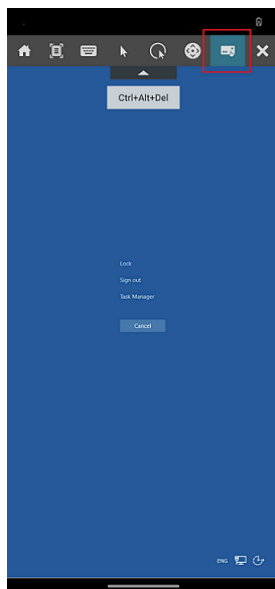 Ctrl+Alt+Del
Lock
Sign out
Task Manager
Cancel
ENG